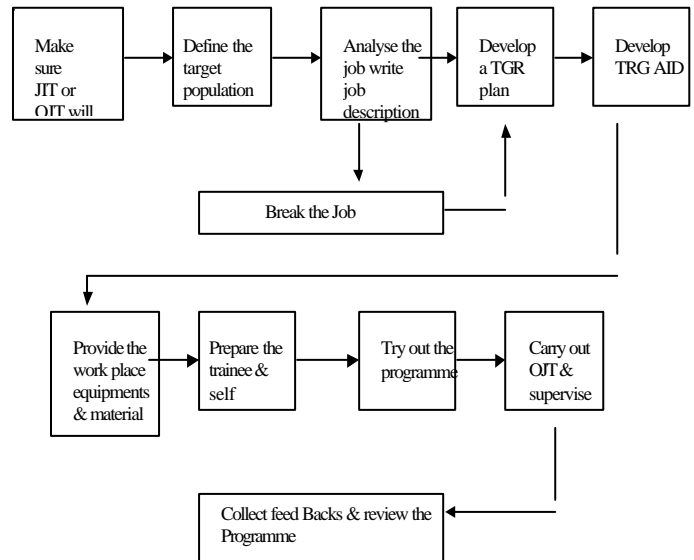 Make
sure
JIT or
OJT will
Define the
target
population
Analyse the
job write
job
description
Develop
a TGR
plan
Develop
TRG AID
Break the Job
Provide the
work place
equipments
& material
Prepare the
trainee &
self
Try out the
programme
Carry out
OJT &
supervise
Collect feed Backs & review the
Programme